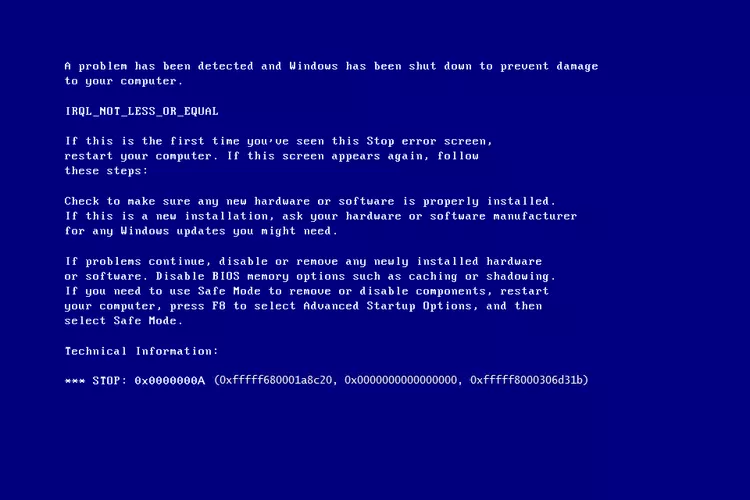 A problem has been detected and Windows has been shut down to prevent damage
to your computer.
IRQL_NOT_LESS_OR_EQUAL
If this is the first time you've seen this Stop error screen,
restart your computer. If this screen appears again, follow
these steps:
Check to make sure any new hardware or software is properly installed.
If this is a new installation, ask your hardware or software manufacturer
for any Windows updates you might need.
If problems continue, disable or remove any newly installed hardware
or software. Disable BIOS memory options such as caching or shadowing.
If you need to use Safe Mode to remove or disable components, restart
your computer, press F8 to select Advanced Startup Options, and then
select Safe Mode.
Technical Information:
*** STOP: 0x0000000A (0xfffff680001a8c20, 0x0000000000000000, 0xfffff8000306d31b)